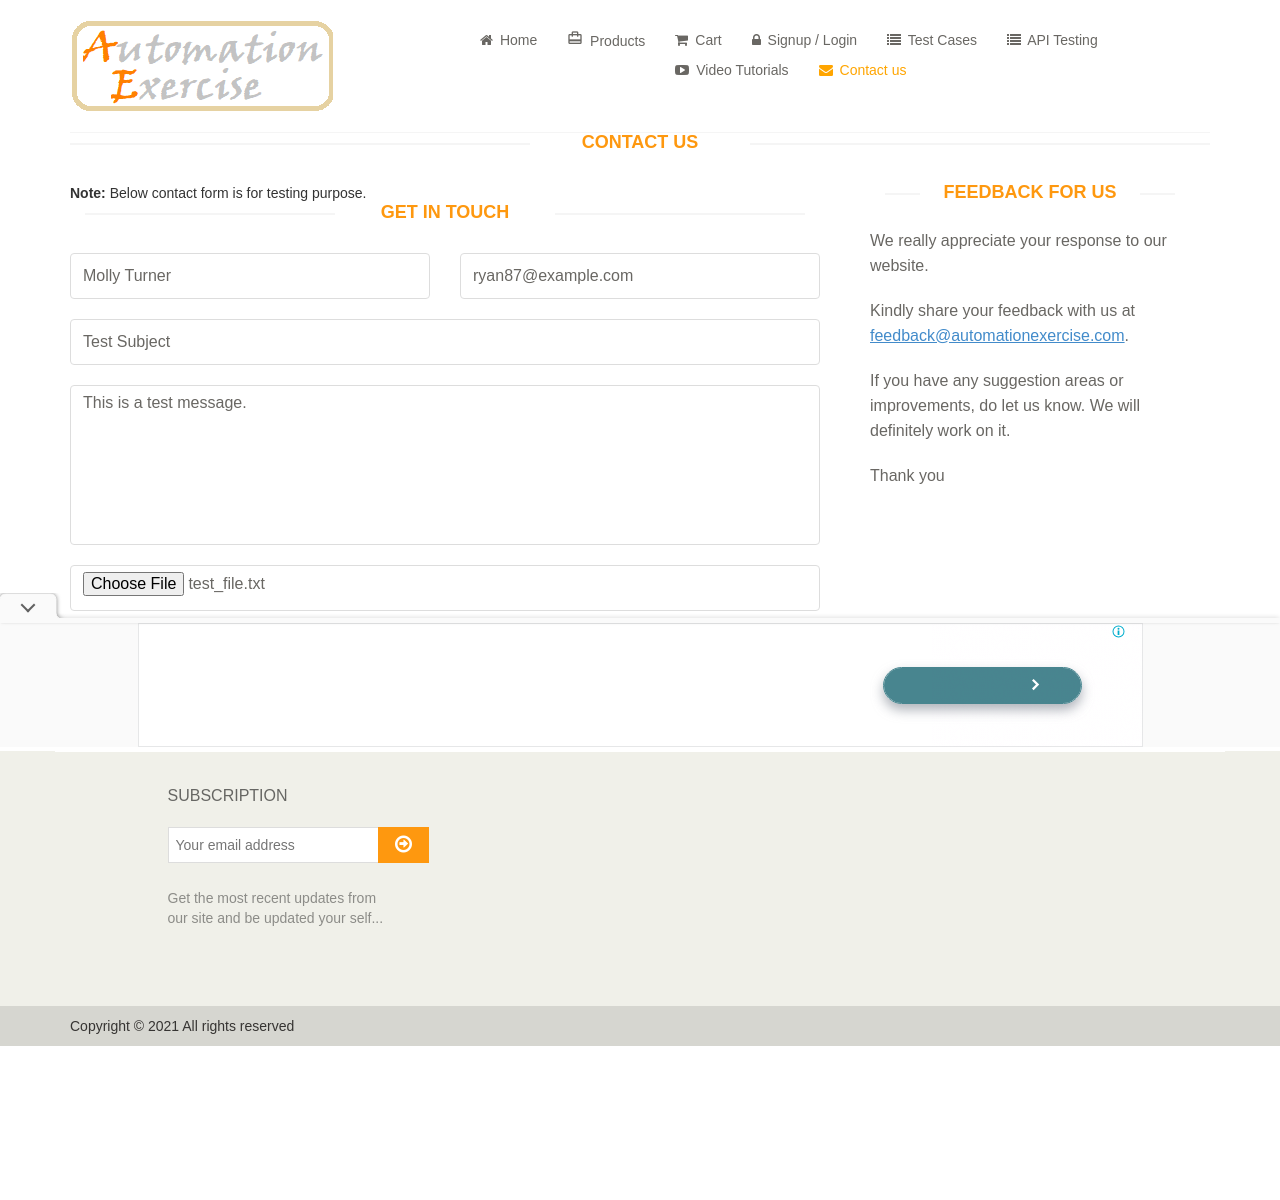 Automation
Exercise
Home
Products
Cart
Signup / Login
Test Cases
API Testing
Video Tutorials
Contact us
CONTACT US
Note: Below contact form is for testing purpose.
GET IN TOUCH
Molly Turner
ryan87@example.com
Test Subject
This is a test message.
Choose File test_file.txt
FEEDBACK FOR US
We really appreciate your response to our
website.
Kindly share your feedback with us at
feedback@automationexercise.com.
If you have any suggestion areas or
improvements, do let us know. We will
definitely work on it.
Thank you
SUBSCRIPTION
Your email address
Get the most recent updates from
our site and be updated your self...
Copyright © 2021 All rights reserved